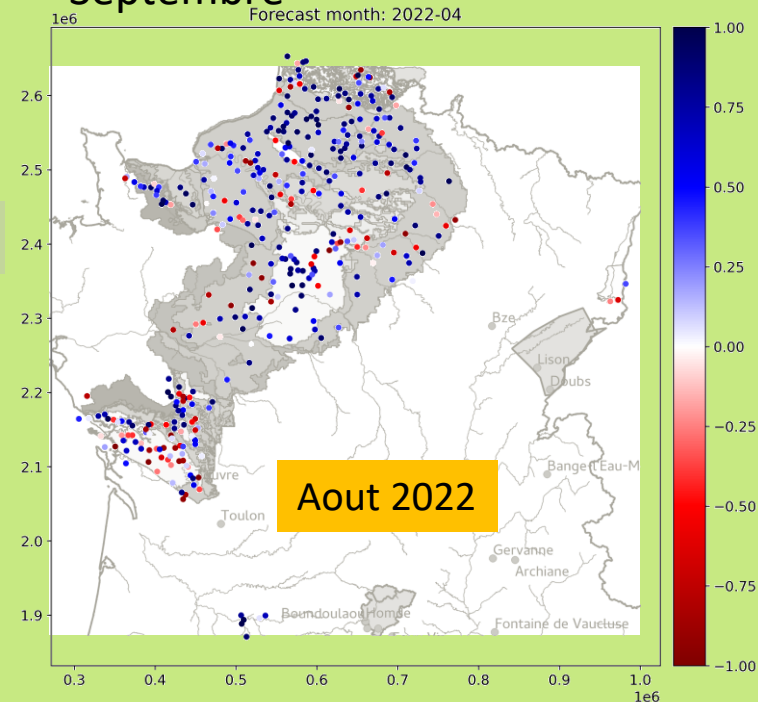 septembre
Forecast month: 2022-04
1e6
1.00
0.75
0.50
0.25
0.00
−0.25
−0.50
−0.75
−1.00
2.6
2.5
2.4
2.3
2.2
2.1
2.0
1.9
Bze
Lison
Doubs
uvre
Bange l'Eau-M
Aout 2022
Toulon
Gervanne
Archiane
Fontaine de Vaucluse
0.3
0.4
0.5
0.6
0.7
0.8
0.9
1.0
1e6